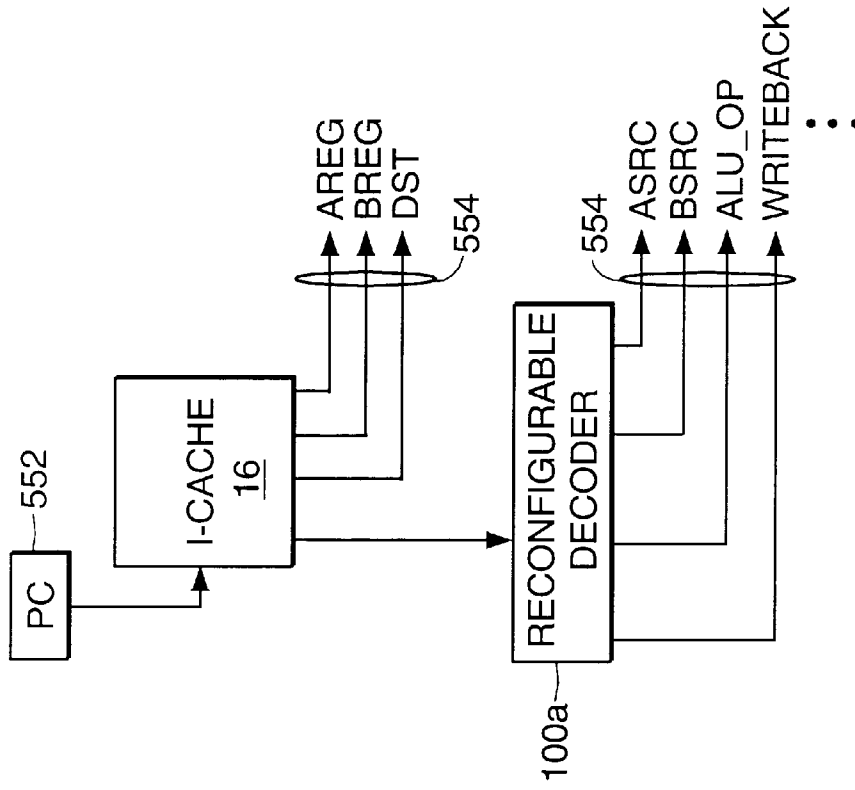 552
PC
I-CACHE
16
AREG
BREG
DST
554
100a
RECONFIGURABLE
DECODER
554
ASRC
BSRC
ALU_OP
WRITEBACK